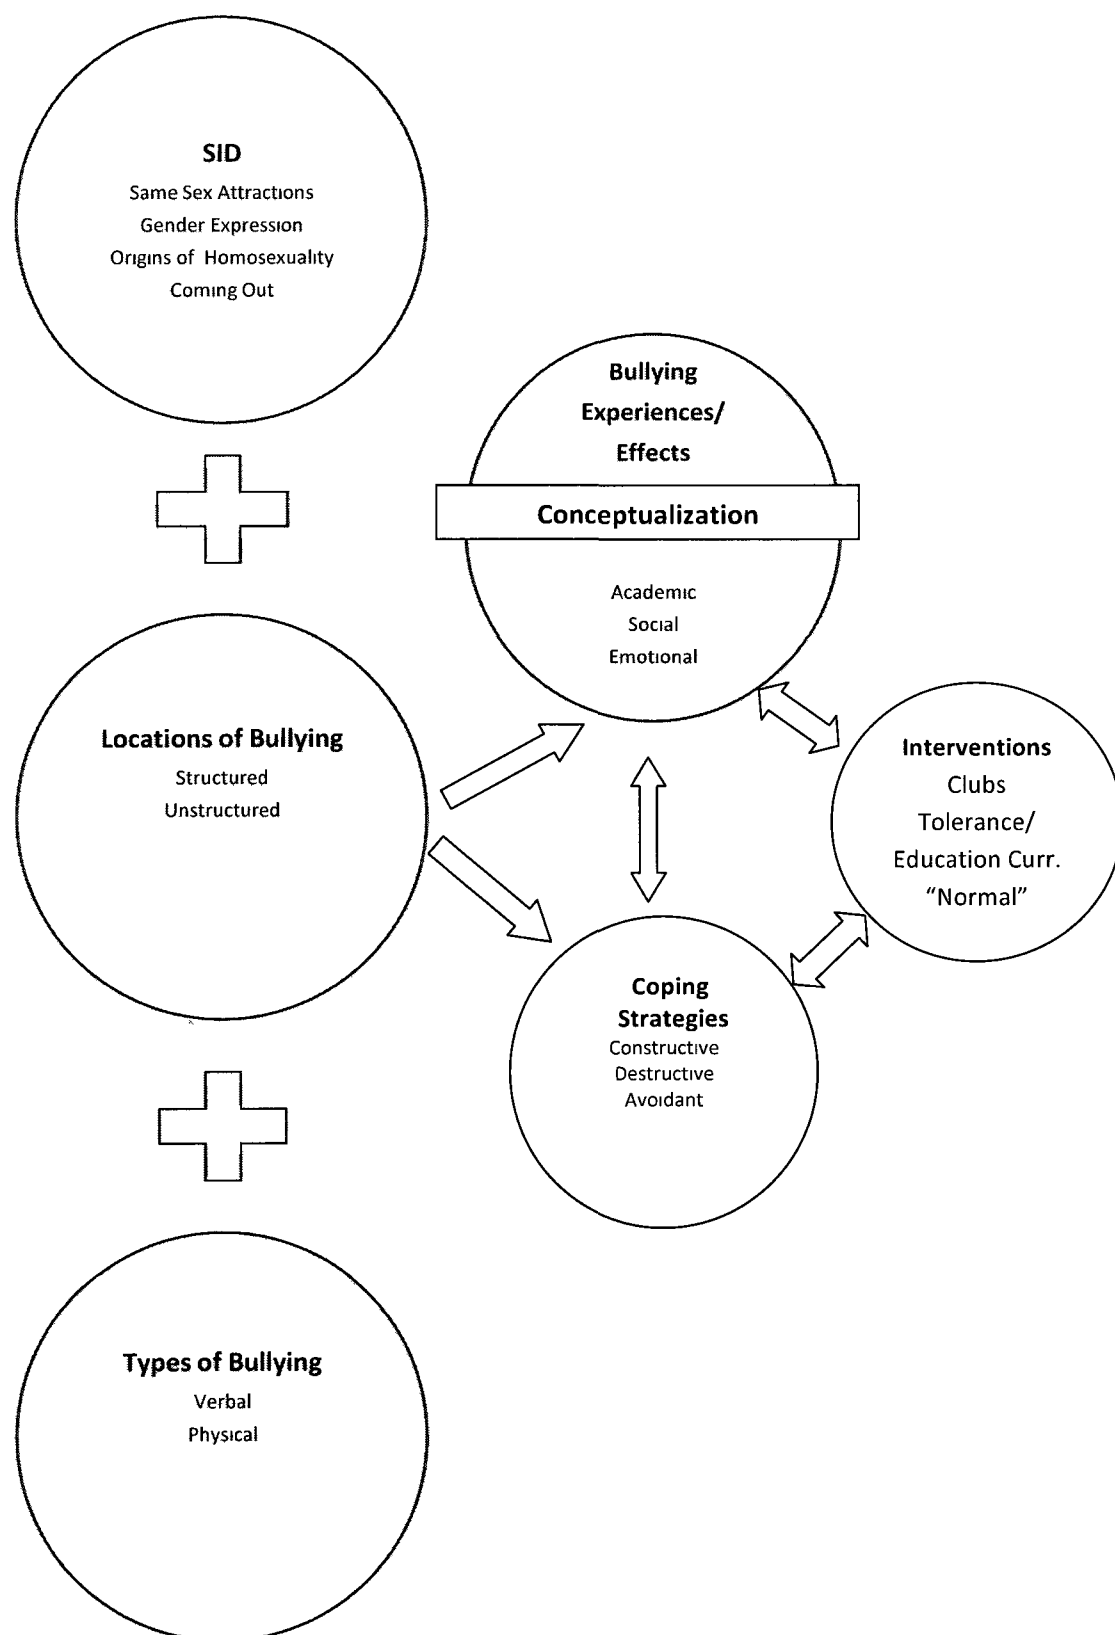 SID
Same Sex Attractions
Gender Expression
Origins of Homosexuality
Coming Out
Bullying
Experiences/
Effects
Conceptualization
Academic
Social
Emotional
Locations of Bullying
Structured
Unstructured
Interventions
Clubs
Tolerance/
Education Curr.
“Normal”
Coping
Strategies
Constructive
Destructive
Avoidant
Types of Bullying
Verbal
Physical